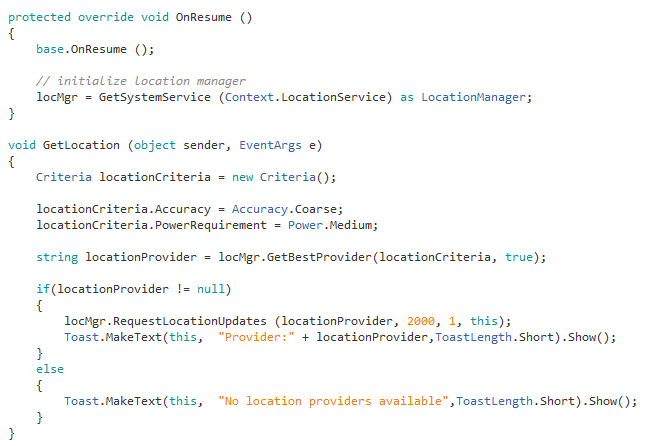 protected override void OnResume ()
{
    base.OnResume ();

    // initialize location manager
    locMgr = GetSystemService (Context.LocationService) as LocationManager;
}

void GetLocation (object sender, EventArgs e)
{
    Criteria locationCriteria = new Criteria();

    locationCriteria.Accuracy = Accuracy.Coarse;
    locationCriteria.PowerRequirement = Power.Medium;

    string locationProvider = locMgr.GetBestProvider(locationCriteria, true);

    if(locationProvider != null)
    {
        locMgr.RequestLocationUpdates (locationProvider, 2000, 1, this);
        Toast.MakeText(this,  "Provider:" + locationProvider,ToastLength.Short).Show();
    }
    else
    {
        Toast.MakeText(this,  "No location providers available",ToastLength.Short).Show();
    }
}